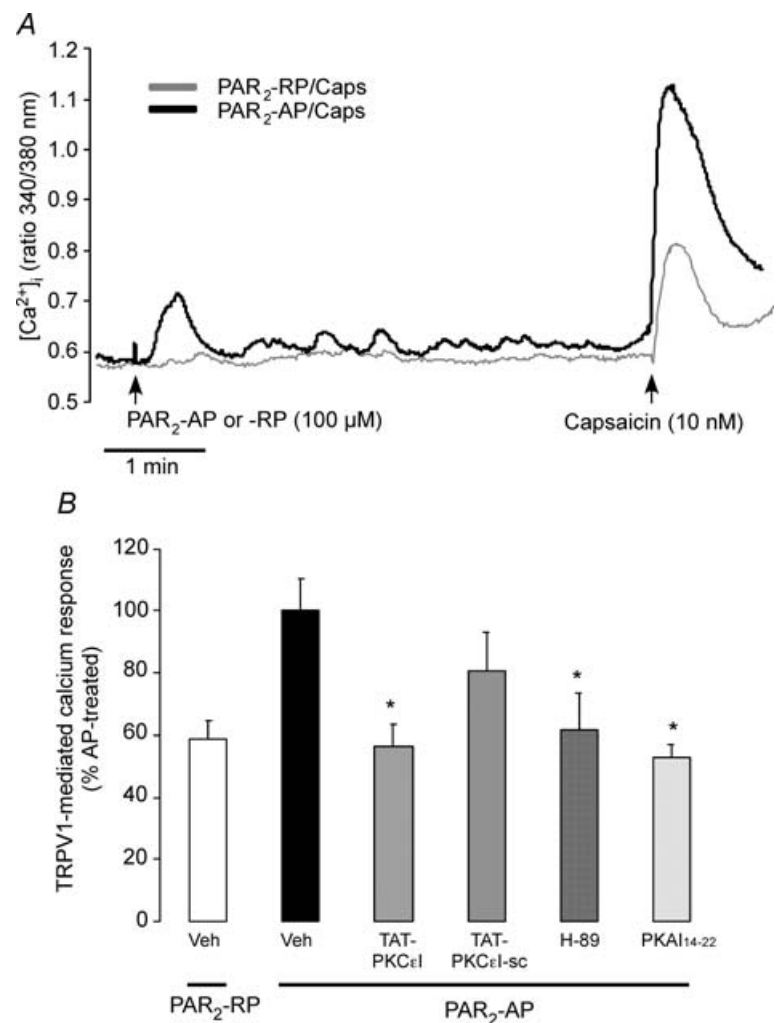 A
1.2
1.1
1.0
0.9
0.8
0.7
0.6
0.5
[Ca²⁺]ᵢ (ratio 340/380 nm)
PAR₂-RP/Caps
PAR₂-AP/Caps
PAR₂-AP or -RP (100 µM)
Capsaicin (10 nM)
1 min
B
120
100
80
60
40
20
0
TRPV1-mediated calcium response
(% AP-treated)
*
*
*
Veh
Veh
TAT-
PKCεI
TAT-
PKCεI-sc
H-89
PKAI₁₄₋₂₂
PAR₂-RP
PAR₂-AP